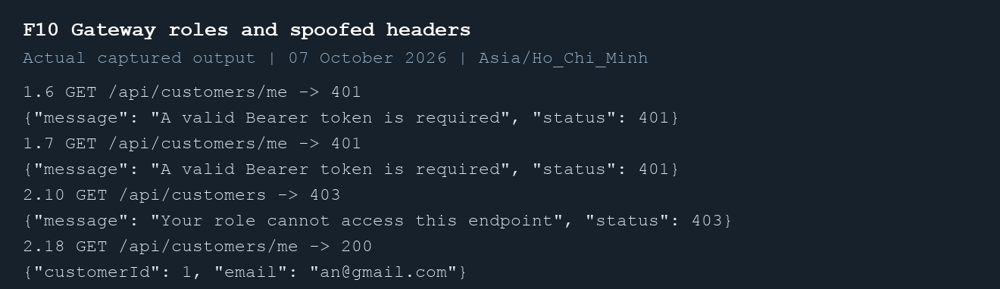 F10 Gateway roles and spoofed headers
Actual captured output | 07 October 2026 | Asia/Ho_Chi_Minh
1.6 GET /api/customers/me -> 401
{"message": "A valid Bearer token is required", "status": 401}
1.7 GET /api/customers/me -> 401
{"message": "A valid Bearer token is required", "status": 401}
2.10 GET /api/customers -> 403
{"message": "Your role cannot access this endpoint", "status": 403}
2.18 GET /api/customers/me -> 200
{"customerId": 1, "email": "an@gmail.com"}